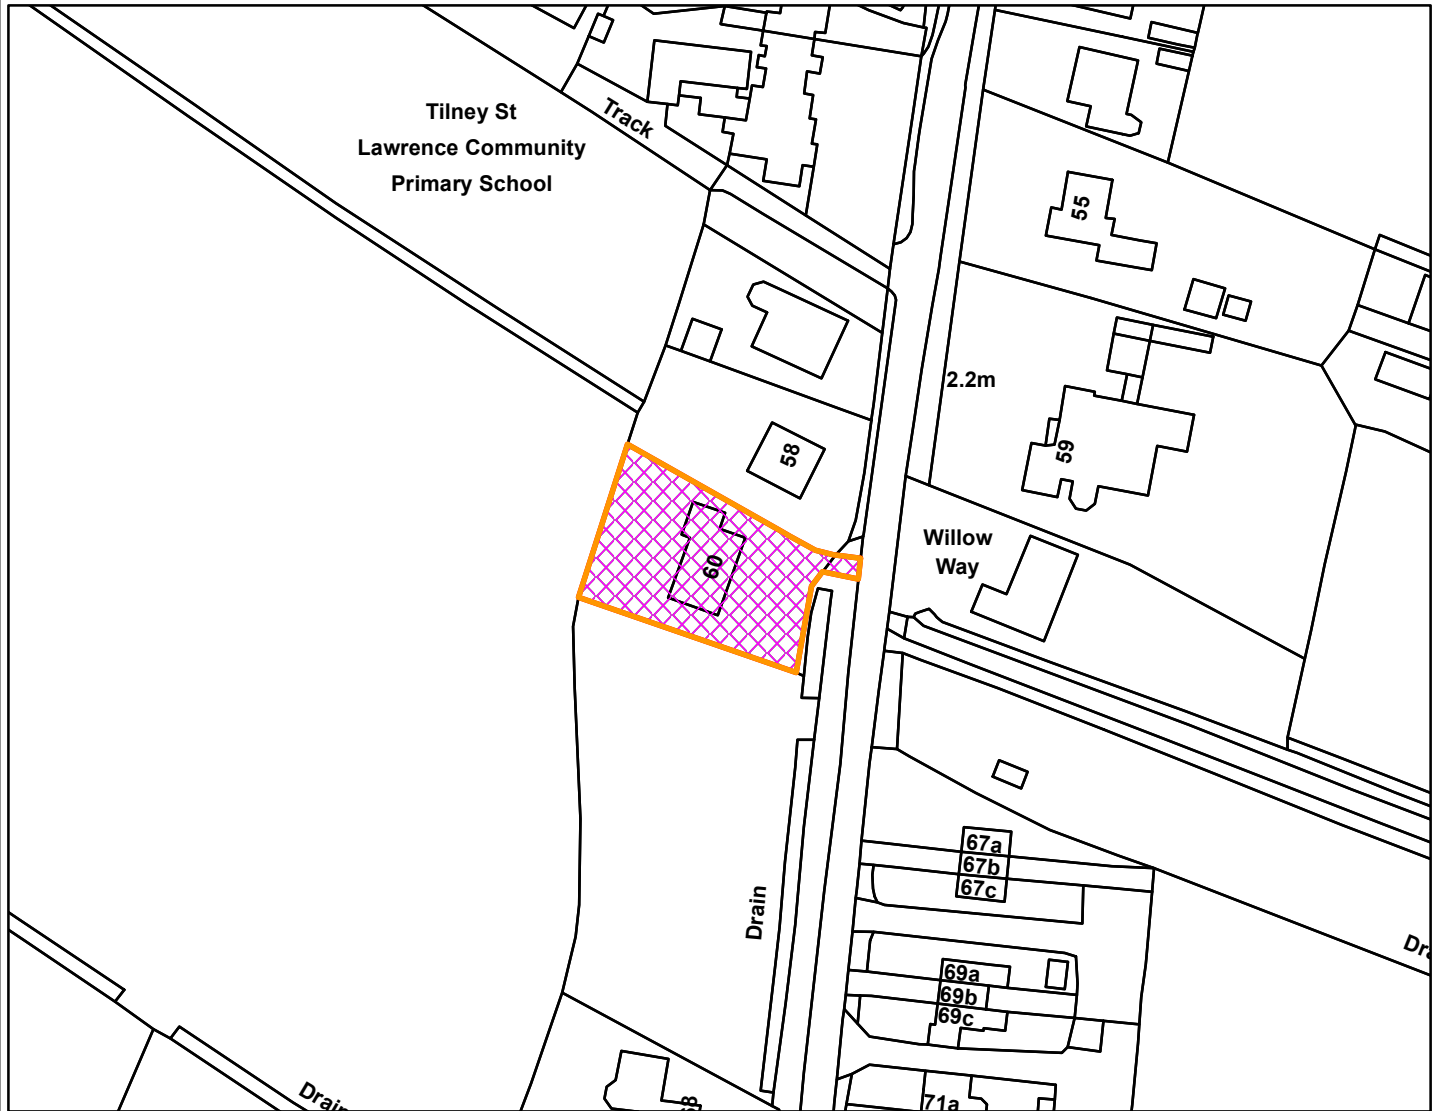 Tilney St
Lawrence Community
Primary School
Track
55
2.2m
58
59
Willow
Way
60
67a
67b
67c
Drain
69a
69b
69c
Drain
71a